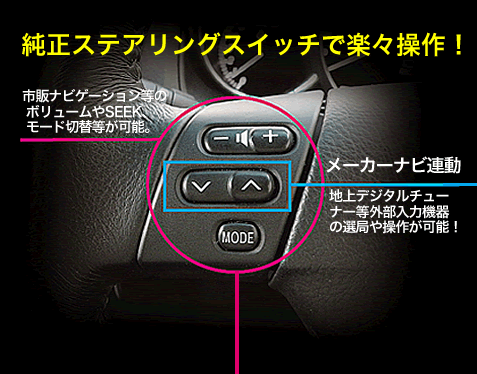 純正ステアリングスイッチで楽々操作！
市販ナビゲーション等の
ボリュームやSEEK、
モード切替等が可能。
メーカーナビ連動
地上デジタルチュー
ナー等外部入力機器
の選局や操作が可能！
MODE